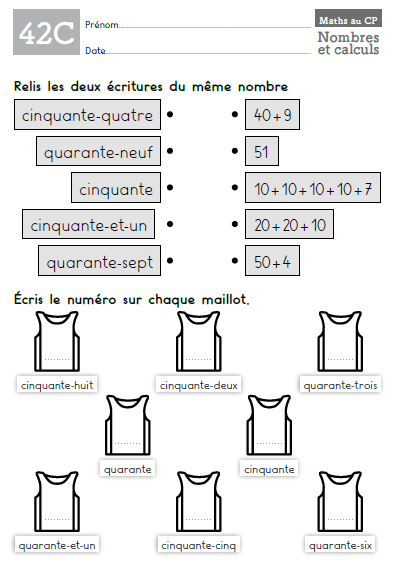 42C
Prénom
Date
Maths au CP
Nombres
et calculs
Relis les deux écritures du même nombre
cinquante-quatre 40+9
quarante-neuf 51
cinquante 10+10+10+10+7
cinquante-et-un 20+20+10
quarante-sept 50+4
Écris le numéro sur chaque maillot.
cinquante-huit cinquante-deux quarante-trois
quarante cinquante
quarante-et-un cinquante-cinq quarante-six